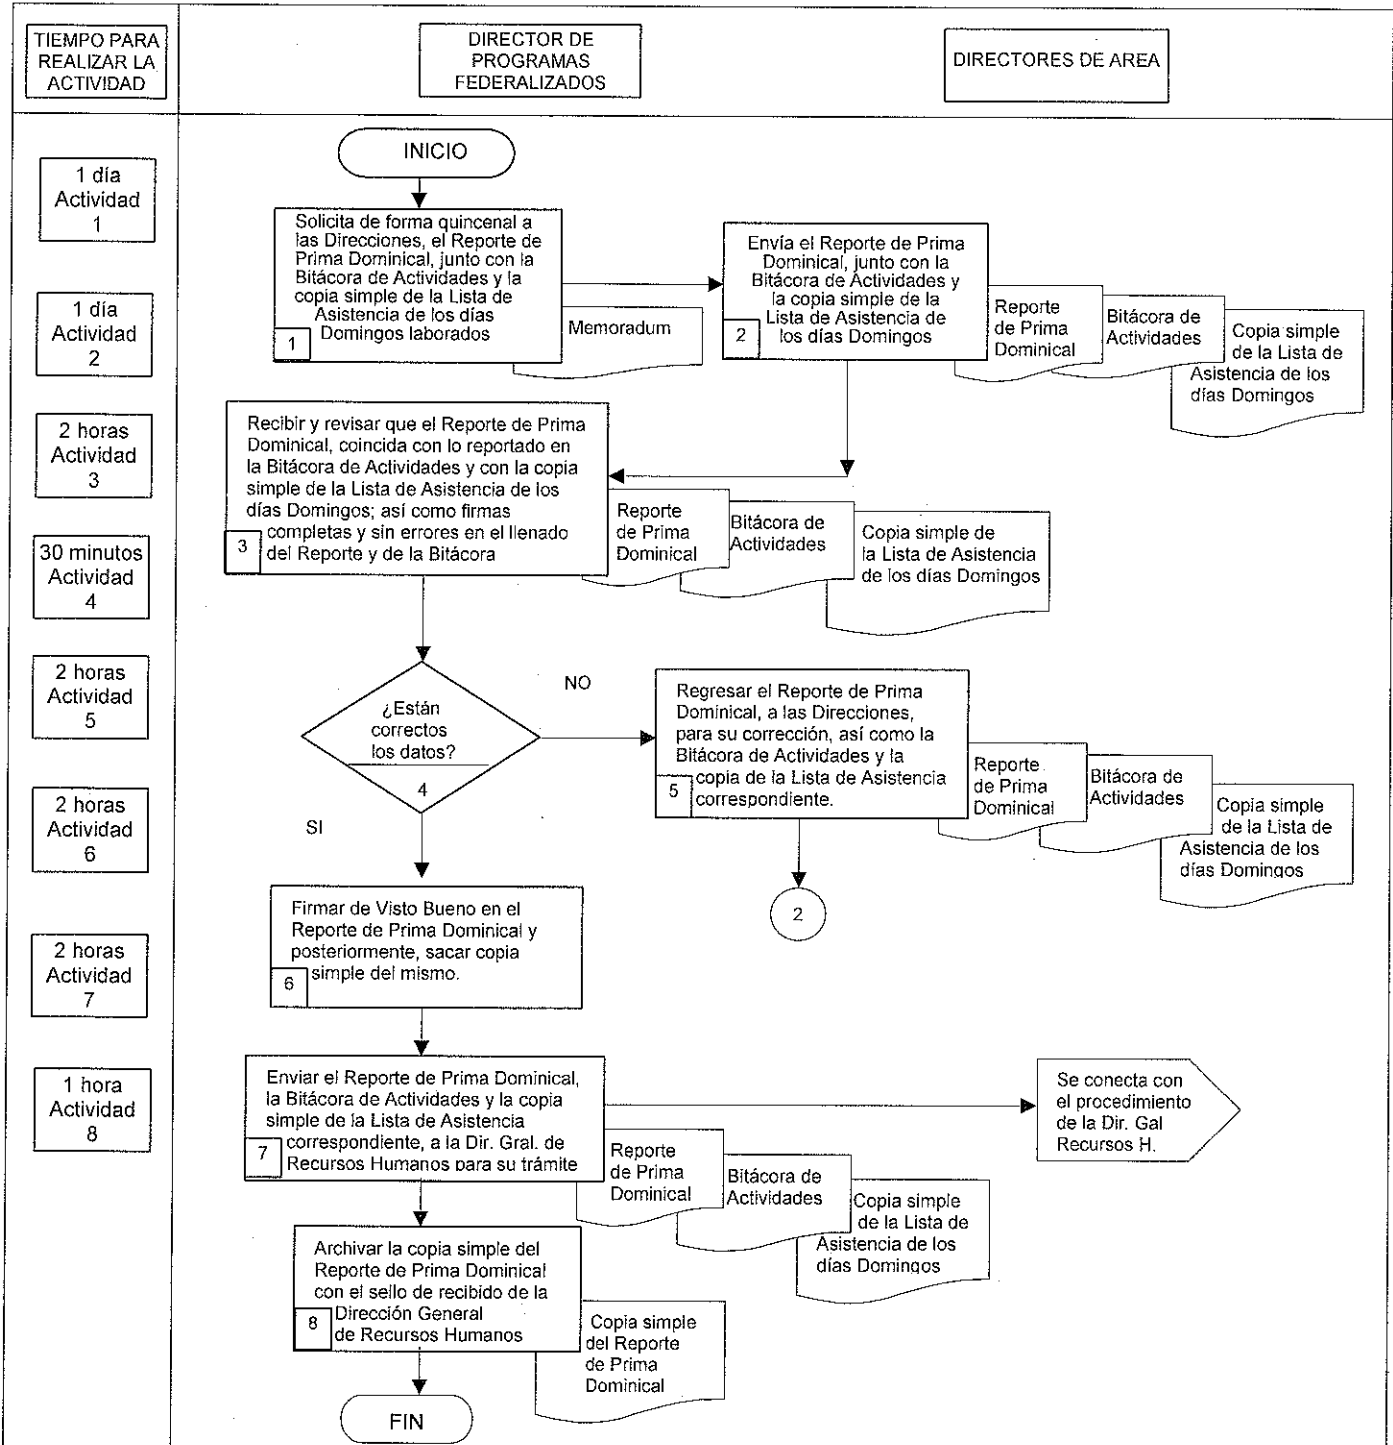 TIEMPO PARA
REALIZAR LA
ACTIVIDAD
DIRECTOR DE
PROGRAMAS
FEDERALIZADOS
DIRECTORES DE AREA
1 día
Actividad
1
1 día
Actividad
2
2 horas
Actividad
3
30 minutos
Actividad
4
2 horas
Actividad
5
2 horas
Actividad
6
2 horas
Actividad
7
1 hora
Actividad
8
INICIO
Solicita de forma quincenal a
las Direcciones, el Reporte de
Prima Dominical, junto con la
Bitácora de Actividades y la
copia simple de la Lista de
Asistencia de los días
Domingos laborados
1
Memoradum
Envía el Reporte de Prima
Dominical, junto con la
Bitácora de Actividades y
la copia simple de la
Lista de Asistencia de
los días Domingos
2
Reporte
de Prima
Dominical
Bitácora de
Actividades
Copia simple
de la Lista de
Asistencia de los
días Domingos
Recibir y revisar que el Reporte de Prima
Dominical, coincida con lo reportado en
la Bitácora de Actividades y con la copia
simple de la Lista de Asistencia de los
días Domingos; así como firmas
completas y sin errores en el llenado
del Reporte y de la Bitácora
3
Reporte
de Prima
Dominical
Bitácora de
Actividades
Copia simple de
la Lista de Asistencia
de los días Domingos
¿Están
correctos
los datos?
4
NO
SI
Regresar el Reporte de Prima
Dominical, a las Direcciones,
para su corrección, así como la
Bitácora de Actividades y la
copia de la Lista de Asistencia
correspondiente.
5
Reporte
de Prima
Dominical
Bitácora de
Actividades
Copia simple
de la Lista de
Asistencia de los
días Domingos
2
Firmar de Visto Bueno en el
Reporte de Prima Dominical y
posteriormente, sacar copia
simple del mismo.
6
Enviar el Reporte de Prima Dominical,
la Bitácora de Actividades y la copia
simple de la Lista de Asistencia
correspondiente, a la Dir. Gral. de
Recursos Humanos para su trámite
7
Reporte
de Prima
Dominical
Bitácora de
Actividades
Copia simple
de la Lista de
Asistencia de los
días Domingos
Se conecta con
el procedimiento
de la Dir. Gal
Recursos H.
Archivar la copia simple del
Reporte de Prima Dominical
con el sello de recibido de la
Dirección General
de Recursos Humanos
8
Copia simple
del Reporte
de Prima
Dominical
FIN